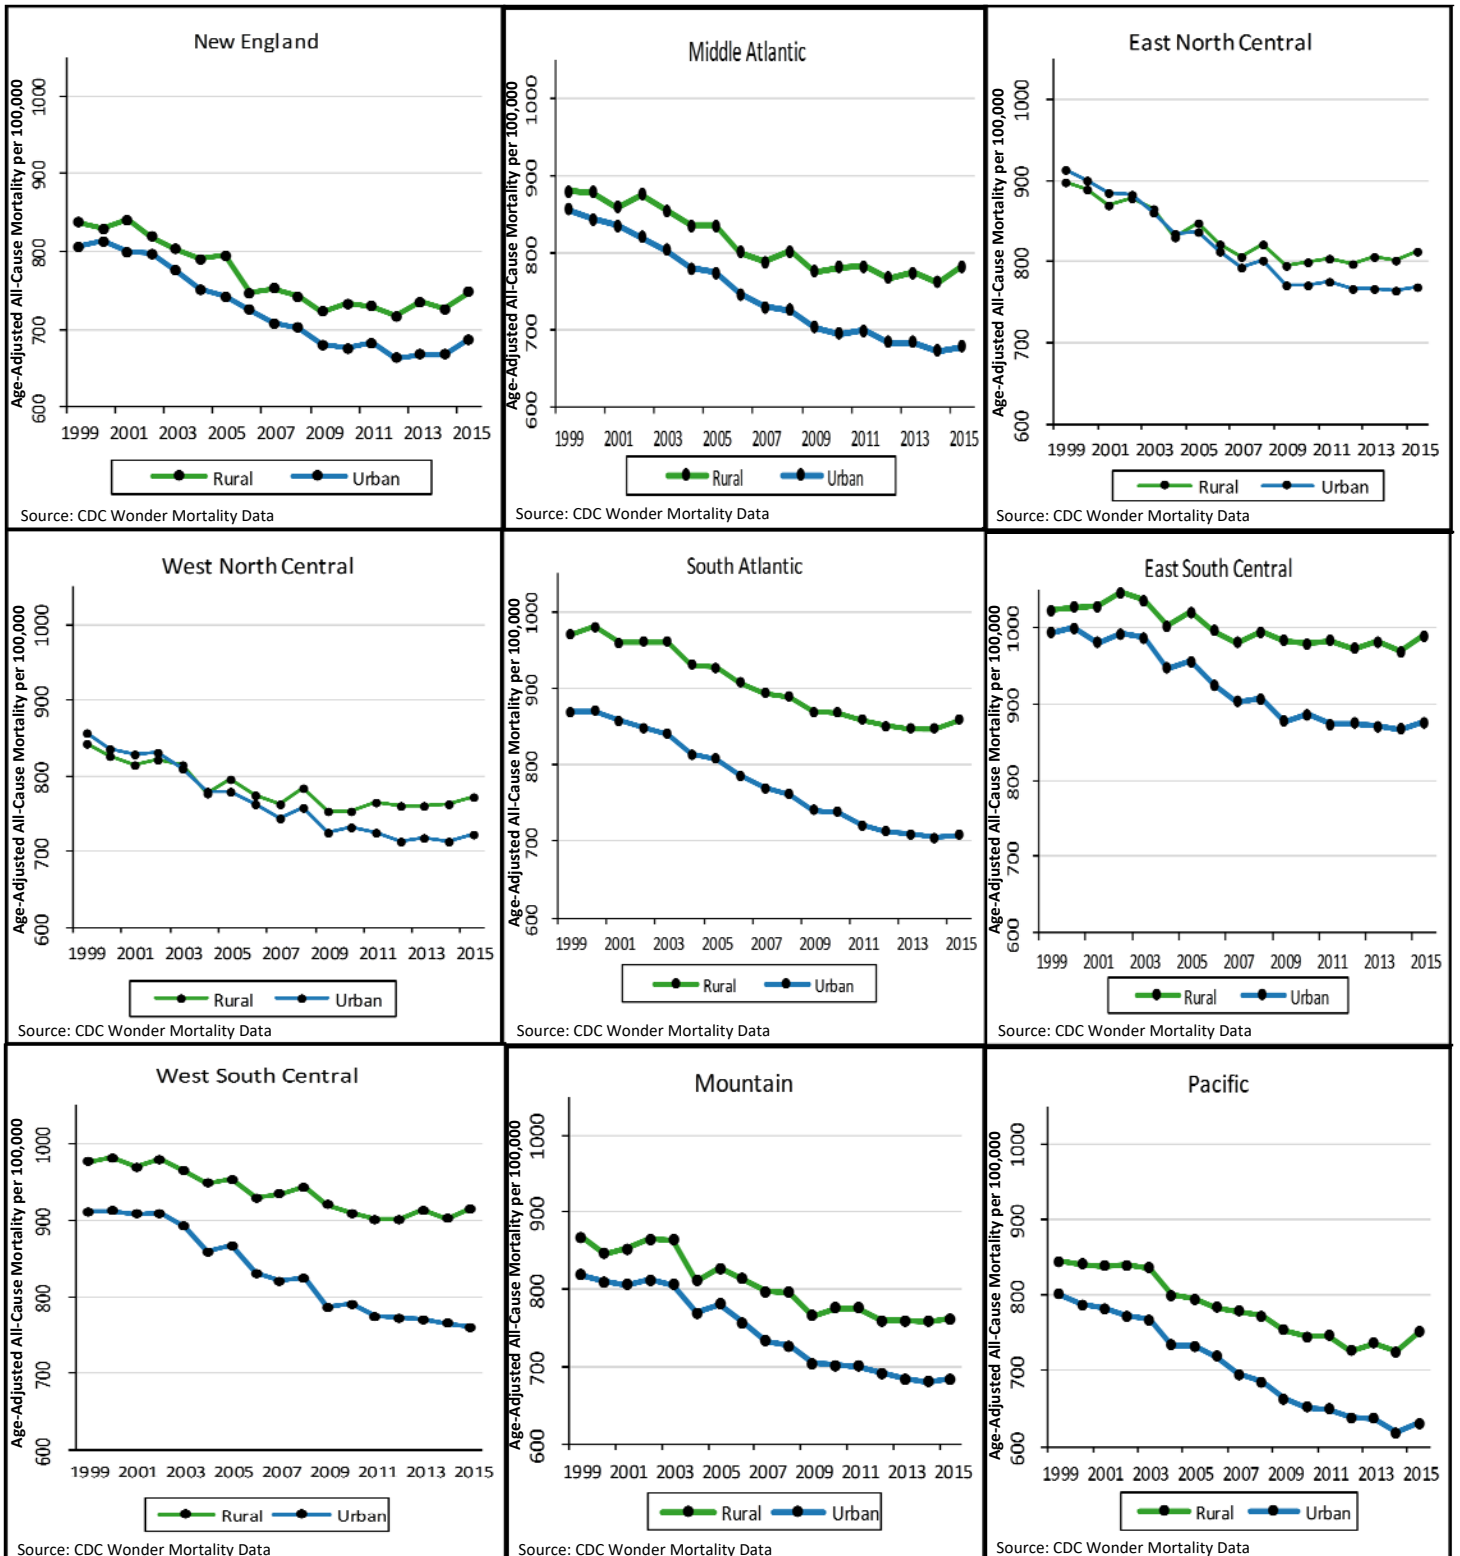 New England
Age-Adjusted All-Cause Mortality per 100,000
1000
900
800
700
600
1999 2001 2003 2005 2007 2009 2011 2013 2015
Rural Urban
Source: CDC Wonder Mortality Data
Middle Atlantic
Age-Adjusted All-Cause Mortality per 100,000
1000
900
800
700
600
1999 2001 2003 2005 2007 2009 2011 2013 2015
Rural Urban
Source: CDC Wonder Mortality Data
East North Central
Age-Adjusted All-Cause Mortality per 100,000
1000
900
800
700
600
1999 2001 2003 2005 2007 2009 2011 2013 2015
Rural Urban
Source: CDC Wonder Mortality Data
West North Central
Age-Adjusted All-Cause Mortality per 100,000
1000
900
800
700
600
1999 2001 2003 2005 2007 2009 2011 2013 2015
Rural Urban
Source: CDC Wonder Mortality Data
South Atlantic
Age-Adjusted All-Cause Mortality per 100,000
1000
900
800
700
600
1999 2001 2003 2005 2007 2009 2011 2013 2015
Rural Urban
Source: CDC Wonder Mortality Data
East South Central
Age-Adjusted All-Cause Mortality per 100,000
1000
900
800
700
600
1999 2001 2003 2005 2007 2009 2011 2013 2015
Rural Urban
Source: CDC Wonder Mortality Data
West South Central
Age-Adjusted All-Cause Mortality per 100,000
1000
900
800
700
600
1999 2001 2003 2005 2007 2009 2011 2013 2015
Rural Urban
Source: CDC Wonder Mortality Data
Mountain
Age-Adjusted All-Cause Mortality per 100,000
1000
900
800
700
600
1999 2001 2003 2005 2007 2009 2011 2013 2015
Rural Urban
Source: CDC Wonder Mortality Data
Pacific
Age-Adjusted All-Cause Mortality per 100,000
1000
900
800
700
600
1999 2001 2003 2005 2007 2009 2011 2013 2015
Rural Urban
Source: CDC Wonder Mortality Data